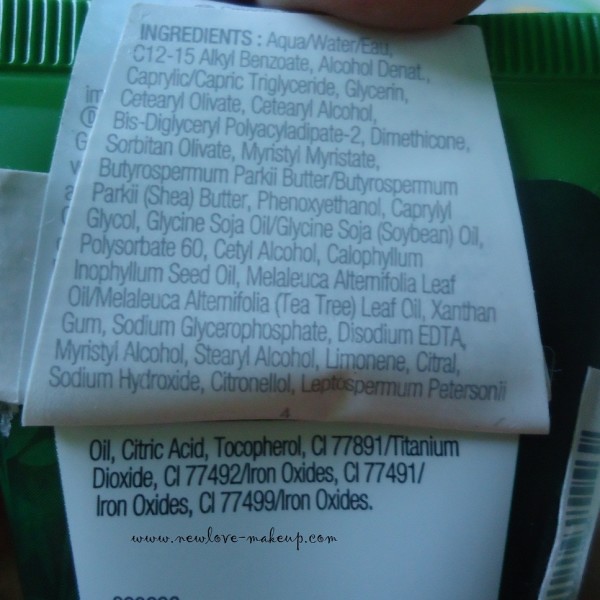 INGREDIENTS : Aqua/Water/Eau,
C12-15 Alkyl Benzoate, Alcohol Denat.,
Caprylic/Capric Triglyceride, Glycerin,
Cetearyl Olivate, Cetearyl Alcohol,
Bis-Diglyceryl Polyacyladipate-2, Dimethicone,
Sorbitan Olivate, Myristyl Myristate,
Butyrospermum Parkii Butter/Butyrospermum
Parkii (Shea) Butter, Phenoxyethanol, Caprylyl
Glycol, Glycine Soja Oil/Glycine Soja (Soybean) Oil,
Polysorbate 60, Cetyl Alcohol, Calophyllum
Inophyllum Seed Oil, Melaleuca Alternifolia Leaf
Oil/Melaleuca Alternifolia (Tea Tree) Leaf Oil, Xanthan
Gum, Sodium Glycerophosphate, Disodium EDTA,
Myristyl Alcohol, Stearyl Alcohol, Limonene, Citral,
Sodium Hydroxide, Citronellol, Leptospermum Petersonii
4
Oil, Citric Acid, Tocopherol, CI 77891/Titanium
Dioxide, CI 77492/Iron Oxides, CI 77491/
Iron Oxides, CI 77499/Iron Oxides.
www.newlove-makeup.com